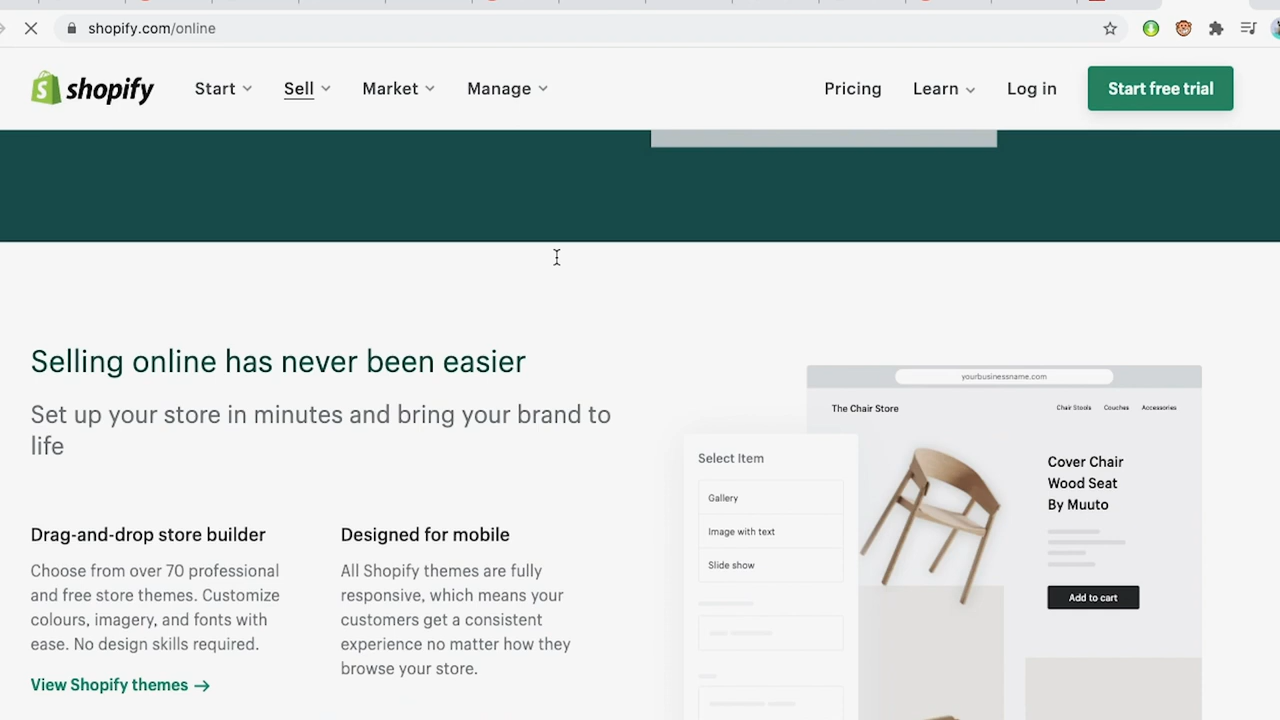 shopify.com/online
shopify
Start
Sell
Market
Manage
Pricing
Learn
Log in
Start free trial
Selling online has never been easier
Set up your store in minutes and bring your brand to
life
Drag-and-drop store builder
Choose from over 70 professional
and free store themes. Customize
colours, imagery, and fonts with
ease. No design skills required.
View Shopify themes →
Designed for mobile
All Shopify themes are fully
responsive, which means your
customers get a consistent
experience no matter how they
browse your store.
yourbusinessname.com
The Chair Store
Chair Stools
Couches
Accessories
Select Item
Gallery
Image with text
Slide show
Cover Chair
Wood Seat
By Muuto
Add to cart